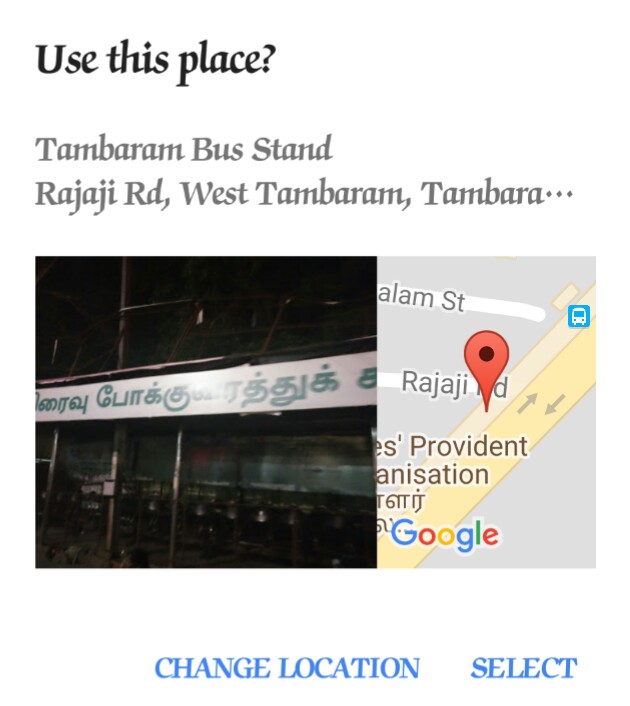 Use this place?
Tambaram Bus Stand
Rajaji Rd, West Tambaram, Tambara···
போக்குவரத்துக்
alam St
Rajaji Rd
es' Provident
anisation
Google
CHANGE LOCATION
SELECT